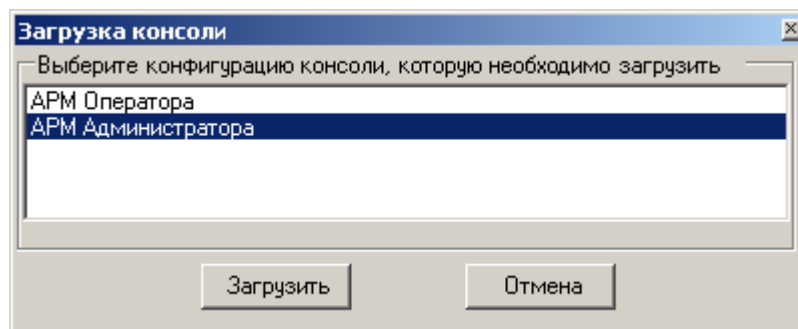 Загрузка консоли
Выберите конфигурацию консоли, которую необходимо загрузить
АРМ Оператора
АРМ Администратора
Загрузить Отмена